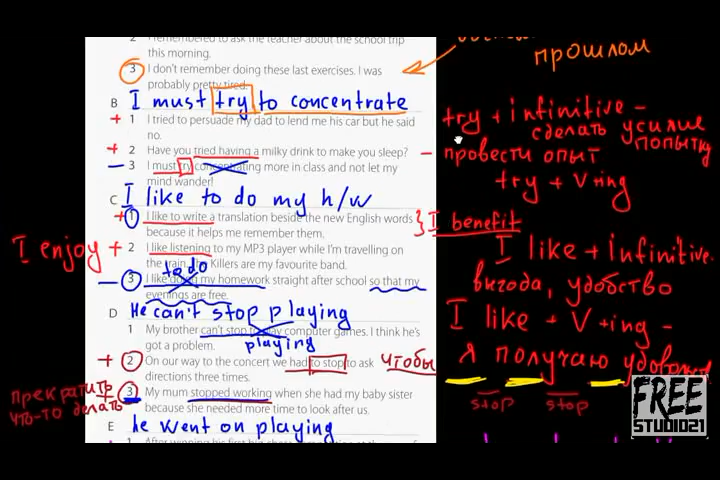 2 I remembered to ask the teacher about the school trip
this morning.
3 I don't remember doing these last exercises. I was
probably pretty tired.
прошлом
I must try to concentrate
B
+ 1 I tried to persuade my dad to lend me his car but he said
no.
+ 2 Have you tried having a milky drink to make you sleep?
– 3 I must try concentrating more in class and not let my
mind wander!
try + infinitive –
сделать усилие
попытку
– провести опыт
try + V+ing
I like to do my h/w
C
+ 1 I like to write a translation beside the new English words
because it helps me remember them.
} I benefit
I enjoy + 2 I like listening to my MP3 player while I'm travelling on
the train. The Killers are my favourite band.
to do
– 3 I like doing my homework straight after school so that my
evenings are free.
I like + infinitive
выгода, удобство
I like + V+ing –
я получаю
stop stop
He can't stop playing
D
1 My brother can't stop to play computer games. I think he's
got a problem.
playing
+ 2 On our way to the concert we had to stop to ask
directions three times.
чтобы
прекратить
что-то делать
+ 3 My mum stopped working when she had my baby sister
because she needed more time to look after us.
he went on playing
E
FREE
STUDIO21